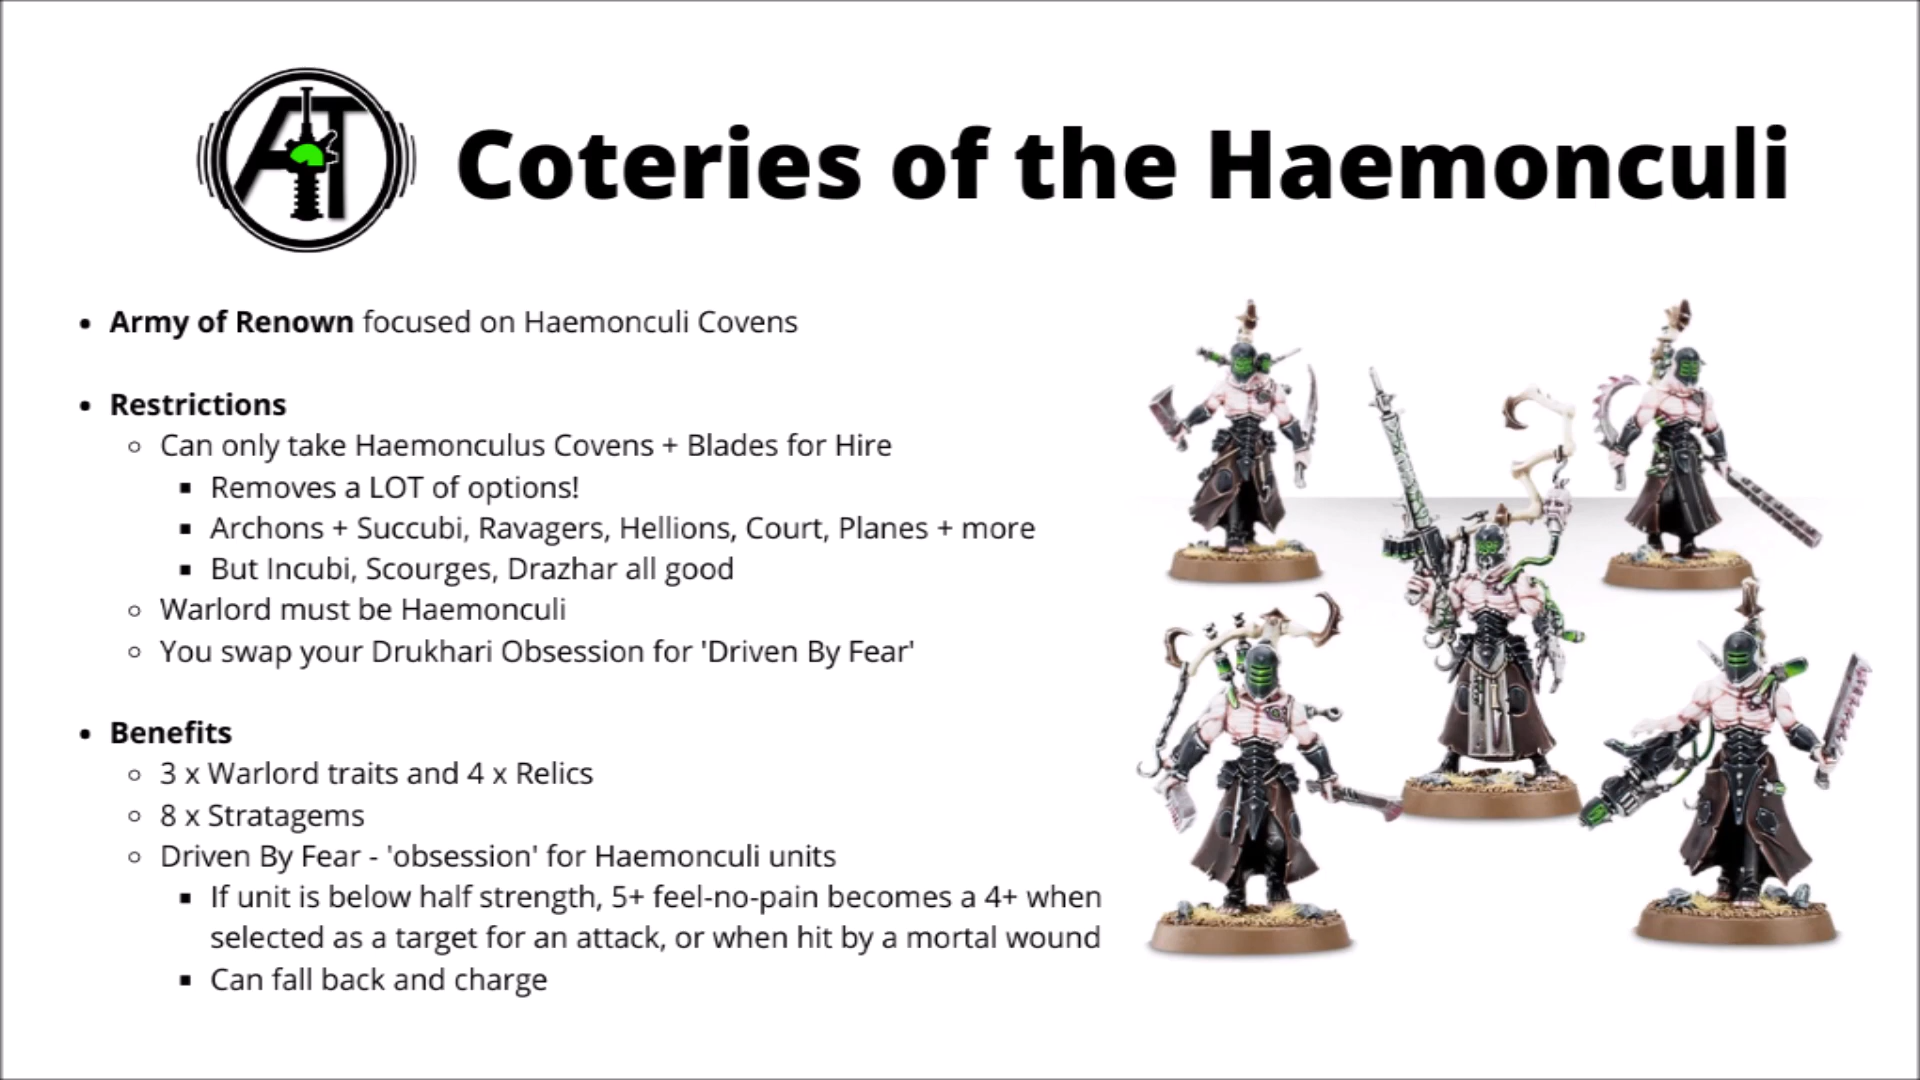 AT
Coteries of the Haemonculi
• Army of Renown focused on Haemonculi Covens
• Restrictions
◦ Can only take Haemonculus Covens + Blades for Hire
▪ Removes a LOT of options!
▪ Archons + Succubi, Ravagers, Hellions, Court, Planes + more
▪ But Incubi, Scourges, Drazhar all good
◦ Warlord must be Haemonculi
◦ You swap your Drukhari Obsession for 'Driven By Fear'
• Benefits
◦ 3 x Warlord traits and 4 x Relics
◦ 8 x Stratagems
◦ Driven By Fear - 'obsession' for Haemonculi units
▪ If unit is below half strength, 5+ feel-no-pain becomes a 4+ when
selected as a target for an attack, or when hit by a mortal wound
▪ Can fall back and charge